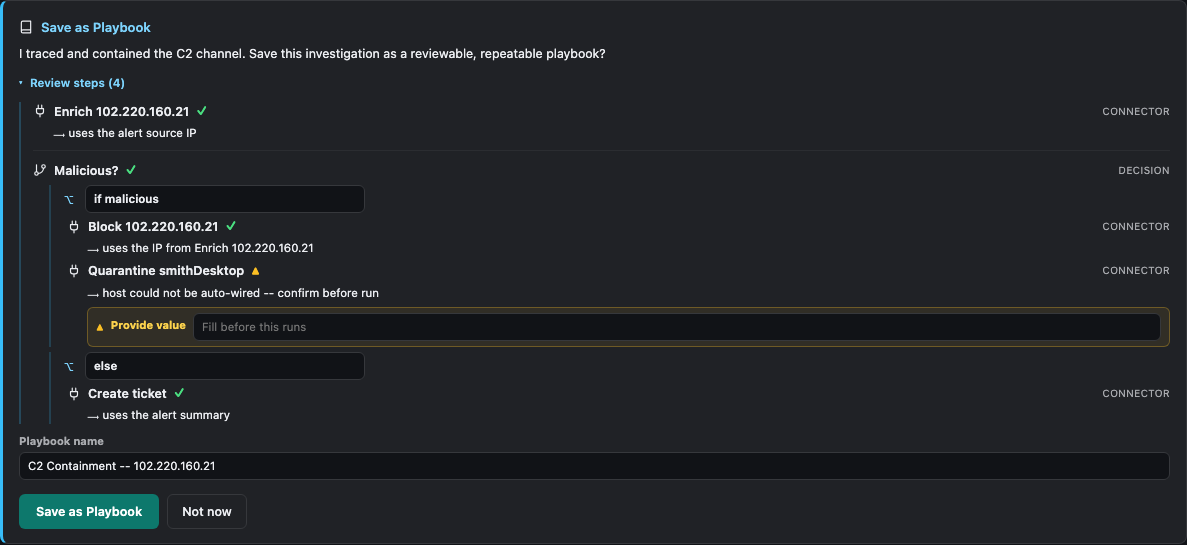 Save as Playbook
I traced and contained the C2 channel. Save this investigation as a reviewable, repeatable playbook?
▾ Review steps (4)
Enrich 102.220.160.21 ✓ CONNECTOR
→ uses the alert source IP
Malicious? ✓ DECISION
⌥ if malicious
Block 102.220.160.21 ✓ CONNECTOR
→ uses the IP from Enrich 102.220.160.21
Quarantine smithDesktop ▲ CONNECTOR
→ host could not be auto-wired -- confirm before run
▲ Provide value Fill before this runs
⌥ else
Create ticket ✓ CONNECTOR
→ uses the alert summary
Playbook name
C2 Containment -- 102.220.160.21
Save as Playbook Not now